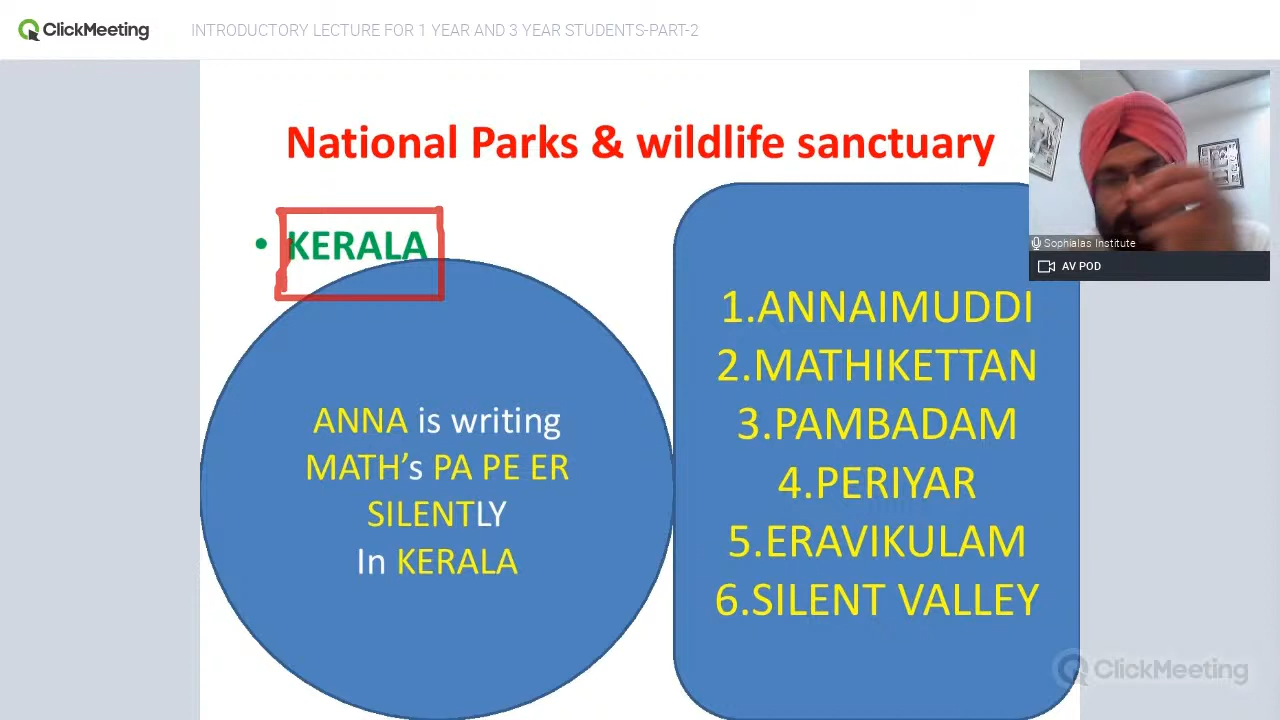 ClickMeeting
INTRODUCTORY LECTURE FOR 1 YEAR AND 3 YEAR STUDENTS-PART-2
National Parks & wildlife sanctuary
• KERALA
ANNA is writing
MATH’s PA PE ER
SILENTLY
In KERALA
1.ANNAIMUDDI
2.MATHIKETTAN
3.PAMBADAM
4.PERIYAR
5.ERAVIKULAM
6.SILENT VALLEY
Sophialas Institute
AV POD
ClickMeeting